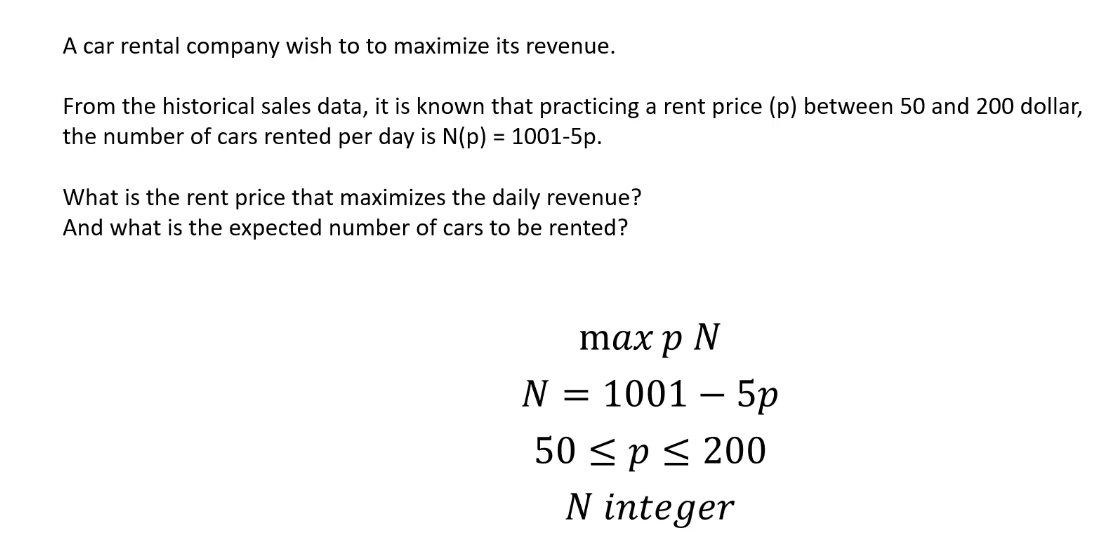 A car rental company wish to to maximize its revenue.
From the historical sales data, it is known that practicing a rent price (p) between 50 and 200 dollar,
the number of cars rented per day is N(p) = 1001-5p.
What is the rent price that maximizes the daily revenue?
And what is the expected number of cars to be rented?
max p N
N = 1001 − 5p
50 ≤ p ≤ 200
N integer